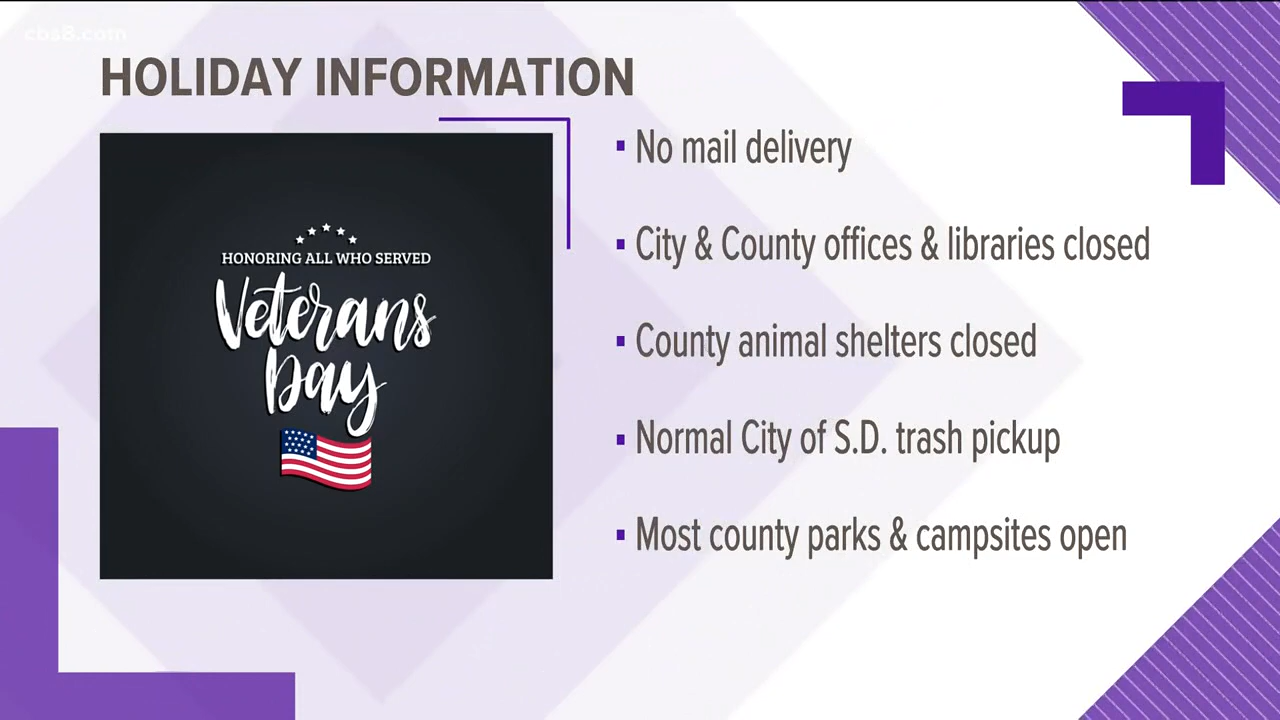 cbs8.com
HOLIDAY INFORMATION
HONORING ALL WHO SERVED
Veterans
Day
▪ No mail delivery
▪ City & County offices & libraries closed
▪ County animal shelters closed
▪ Normal City of S.D. trash pickup
▪ Most county parks & campsites open